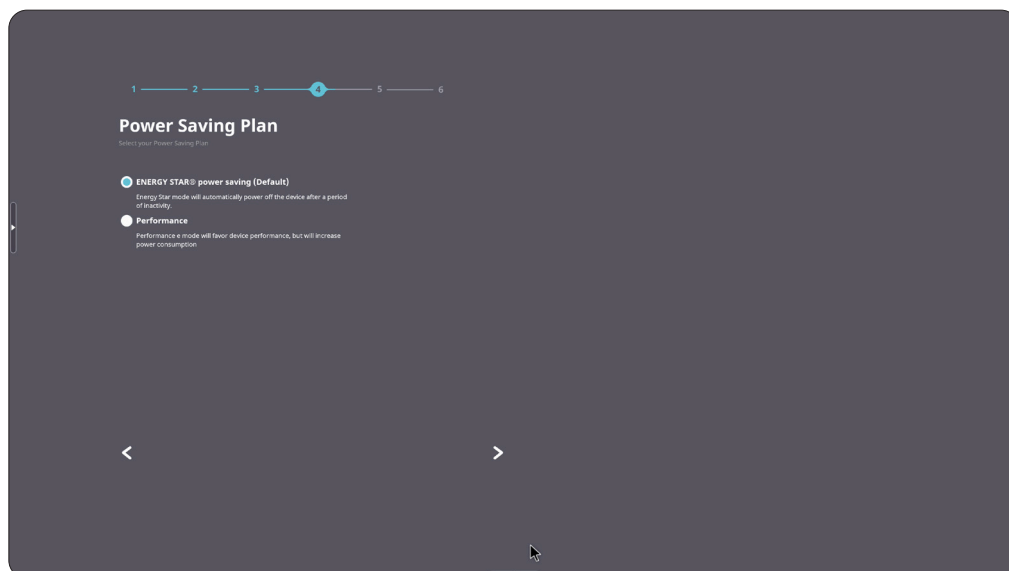 1 2 3 4 5 6
Power Saving Plan
Select your Power Saving Plan
ENERGY STAR® power saving (Default)
Energy Star mode will automatically power off the device after a period
of inactivity.
Performance
Performance e mode will favor device performance, but will increase
power consumption